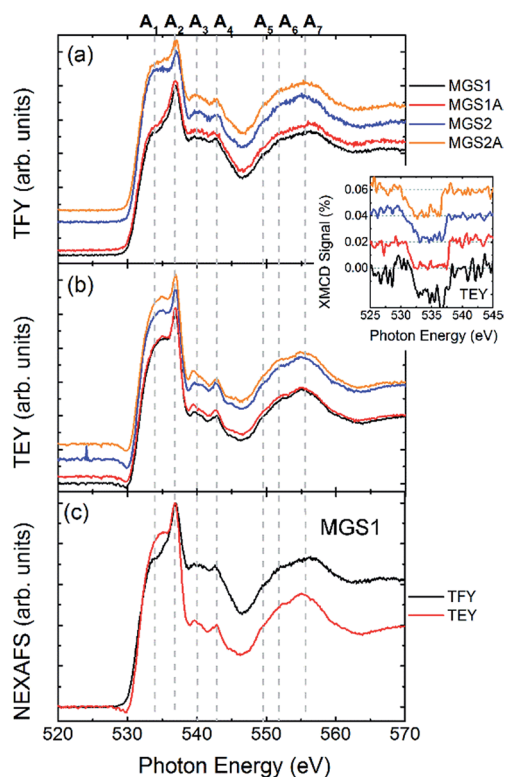 A1 A2 A3 A4 A5 A6 A7
(a)
TFY (arb. units)
MGS1
MGS1A
MGS2
MGS2A
XMCD Signal (%)
0.06
0.04
0.02
0.00
TEY
525 530 535 540 545
Photon Energy (eV)
(b)
TEY (arb. units)
(c)
MGS1
NEXAFS (arb. units)
TFY
TEY
520 530 540 550 560 570
Photon Energy (eV)